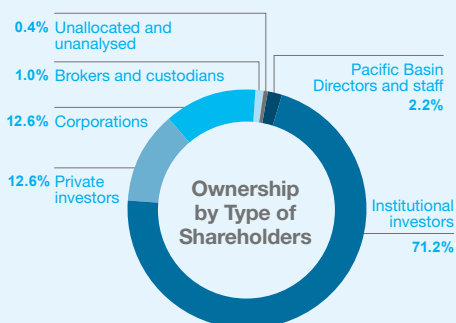 0.4% Unallocated and
unanalysed
1.0% Brokers and custodians
12.6% Corporations
12.6% Private
investors
Ownership
by Type of
Shareholders
Pacific Basin
Directors and staff
2.2%
Institutional
investors
71.2%